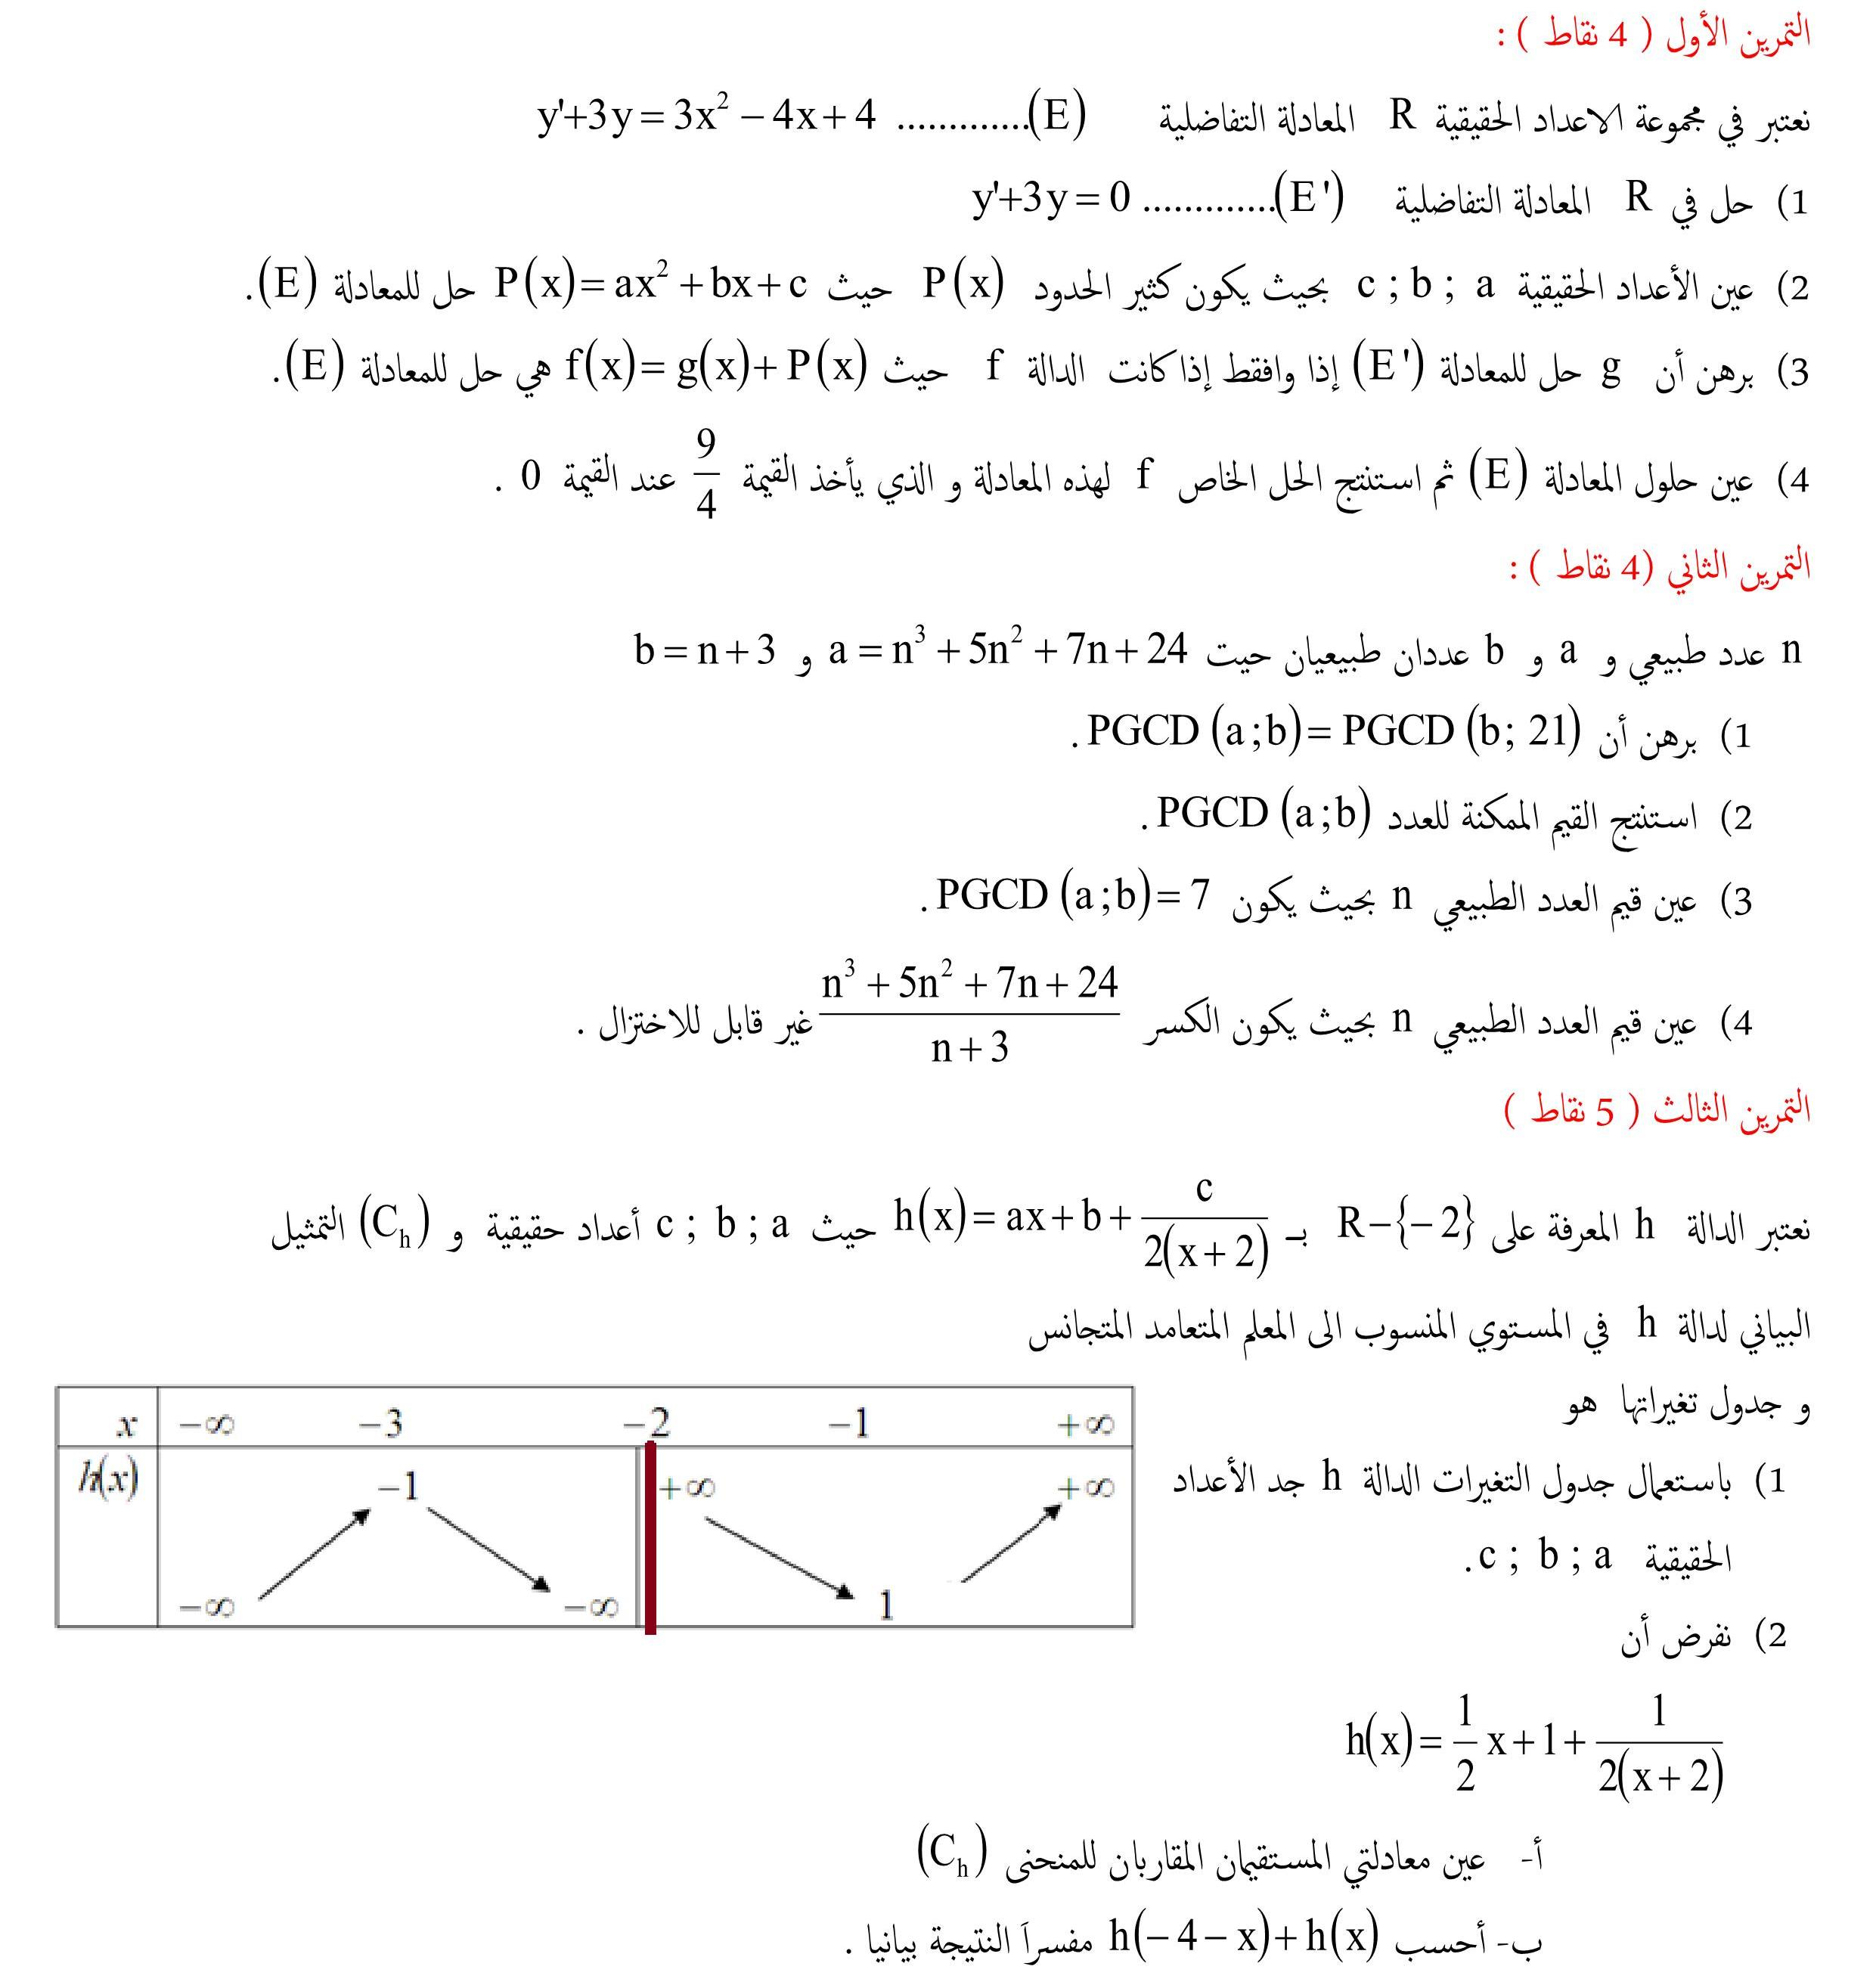 التمرين الأول ( 4 نقاط ) :
نعتبر في مجموعة الاعداد الحقيقية R المعادلة التفاضلية y'+3y = 3x² − 4x + 4 .............(E)
1) حل في R المعادلة التفاضلية y'+3y = 0 .............(E')
2) عين الأعداد الحقيقية c ; b ; a بحيث يكون كثير الحدود P(x) حيث P(x) = ax² + bx + c حل للمعادلة (E).
3) برهن أن g حل للمعادلة (E') إذا وافقط إذا كانت الدالة f حيث f(x) = g(x) + P(x) هي حل للمعادلة (E).
4) عين حلول المعادلة (E) ثم استنتج الحل الخاص f لهذه المعادلة و الذي يأخذ القيمة 9/4 عند القيمة 0 .
التمرين الثاني (4 نقاط ) :
n عدد طبيعي و a و b عددان طبيعيان حيت a = n³ + 5n² + 7n + 24 و b = n + 3
1) برهن أن PGCD (a ; b) = PGCD (b ; 21) .
2) استنتج القيم الممكنة للعدد PGCD (a ; b) .
3) عين قيم العدد الطبيعي n بحيث يكون PGCD (a ; b) = 7 .
4) عين قيم العدد الطبيعي n بحيث يكون الكسر (n³ + 5n² + 7n + 24)/(n + 3) غير قابل للاختزال .
التمرين الثالث ( 5 نقاط )
نعتبر الدالة h المعرفة على R−{−2} بـ h(x) = ax + b + c/(2(x + 2)) حيث c ; b ; a أعداد حقيقية و (Cₕ) التمثيل
البياني لدالة h في المستوي المنسوب الى المعلم المتعامد المتجانس
و جدول تغيراتها هو
x −∞ −3 −2 −1 +∞
h(x) −1 +∞ +∞
−∞ −∞ 1
1) باستعمال جدول التغيرات الدالة h جد الأعداد
الحقيقية c ; b ; a.
2) نفرض أن
h(x) = 1/2 x + 1 + 1/(2(x + 2))
أ- عين معادلتي المستقيمان المقاربان للمنحنى (Cₕ)
ب- أحسب h(−4 − x) + h(x) مفسراَ النتيجة بيانيا .